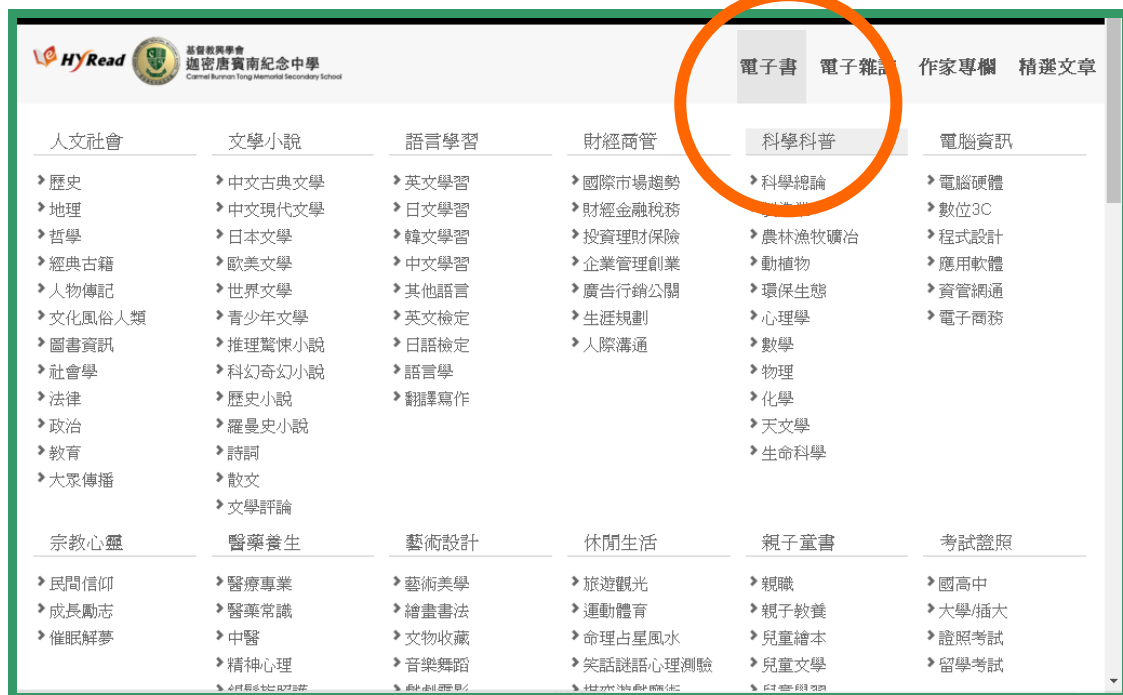 HyRead
基督教興學會
迦密唐賓南紀念中學
Carmel Bunnan Tong Memorial Secondary School
電子書 電子雜誌 作家專欄 精選文章
人文社會
歷史
地理
哲學
經典古籍
人物傳記
文化風俗人類
圖書資訊
社會學
法律
政治
教育
大眾傳播
文學小說
中文古典文學
中文現代文學
日本文學
歐美文學
世界文學
青少年文學
推理驚悚小說
科幻奇幻小說
歷史小說
羅曼史小說
詩詞
散文
文學評論
語言學習
英文學習
日文學習
韓文學習
中文學習
其他語言
英文檢定
日語檢定
語言學
翻譯寫作
財經商管
國際市場趨勢
財經金融稅務
投資理財保險
企業管理創業
廣告行銷公關
生涯規劃
人際溝通
科學科普
科學總論
農林漁牧礦冶
動植物
環保生態
心理學
數學
物理
化學
天文學
生命科學
電腦資訊
電腦硬體
數位3C
程式設計
應用軟體
資管網通
電子商務
宗教心靈
民間信仰
成長勵志
催眠解夢
醫藥養生
醫療專業
醫藥常識
中醫
精神心理
藝術設計
藝術美學
繪畫書法
文物收藏
音樂舞蹈
休閒生活
旅遊觀光
運動體育
命理占星風水
笑話謎語心理測驗
親子童書
親職
親子教養
兒童繪本
兒童文學
考試證照
國高中
大學/插大
證照考試
留學考試